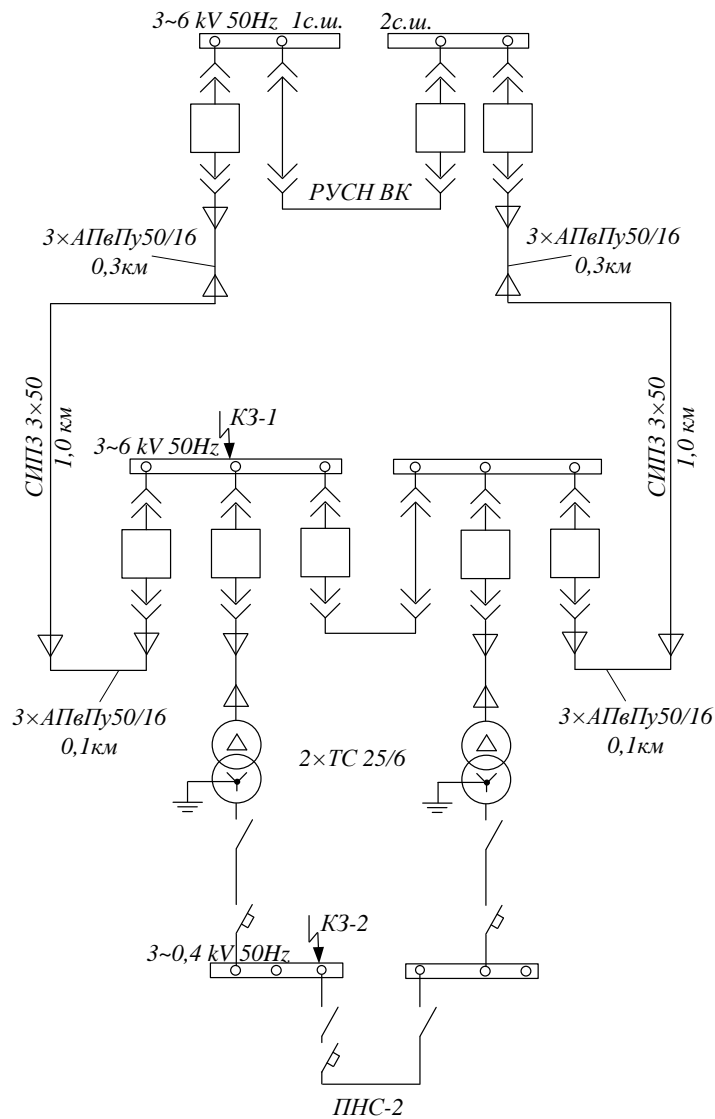 3~6 kV 50Hz 1с.ш.
2с.ш.
РУСН ВК
3×АПвПу50/16
0,3км
3×АПвПу50/16
0,3км
СИП3 3×50
1,0 км
СИП3 3×50
1,0 км
КЗ-1
3~6 kV 50Hz
3×АПвПу50/16
0,1км
3×АПвПу50/16
0,1км
2×ТС 25/6
КЗ-2
3~0,4 kV 50Hz
ПНС-2